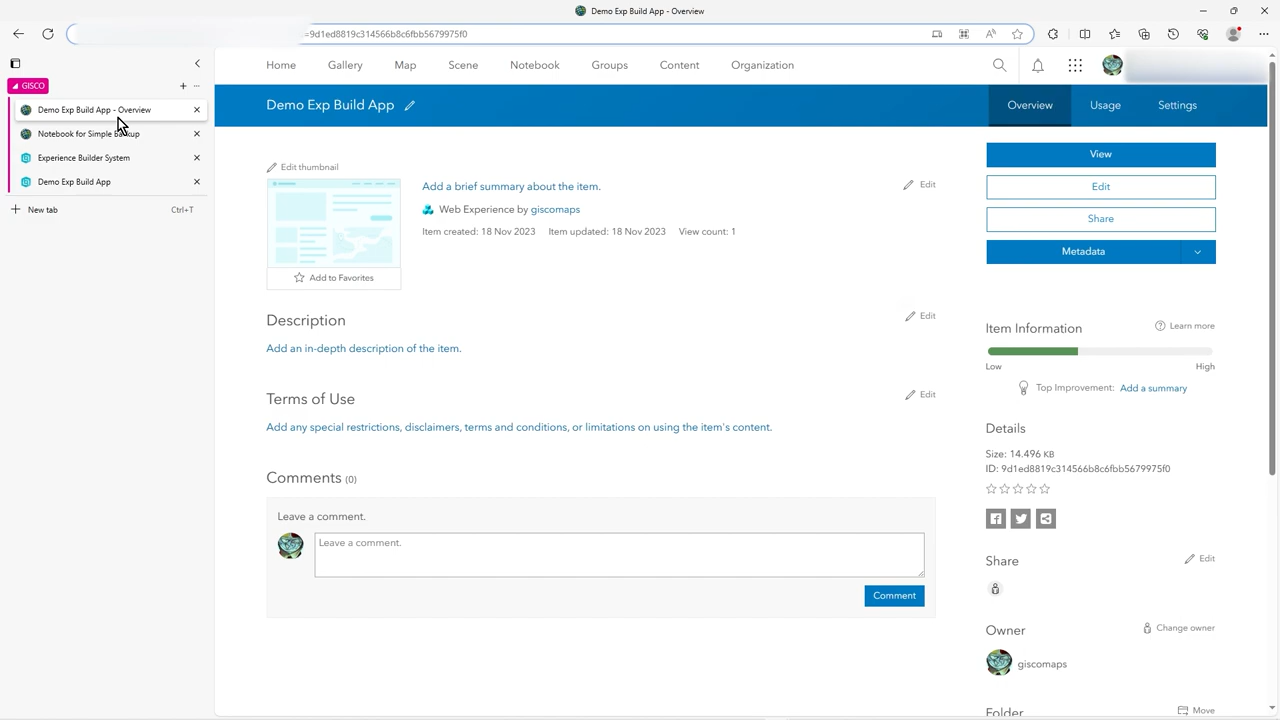 Demo Exp Build App - Overview
=9d1ed8819c314566b8c6fbb5679975f0
GISCO
Demo Exp Build App - Overview
Notebook for Simple Backup
Experience Builder System
Demo Exp Build App
New tab
Ctrl+T
Home
Gallery
Map
Scene
Notebook
Groups
Content
Organization
Demo Exp Build App
Overview
Usage
Settings
Edit thumbnail
Add to Favorites
Add a brief summary about the item.
Edit
Web Experience by giscomaps
Item created: 18 Nov 2023 Item updated: 18 Nov 2023 View count: 1
Description
Edit
Add an in-depth description of the item.
Terms of Use
Edit
Add any special restrictions, disclaimers, terms and conditions, or limitations on using the item's content.
Comments (0)
Leave a comment.
Leave a comment.
Comment
View
Edit
Share
Metadata
Item Information
Learn more
Low
High
Top Improvement: Add a summary
Details
Size: 14.496 KB
ID: 9d1ed8819c314566b8c6fbb5679975f0
Share
Edit
Owner
Change owner
giscomaps
Folder
Move